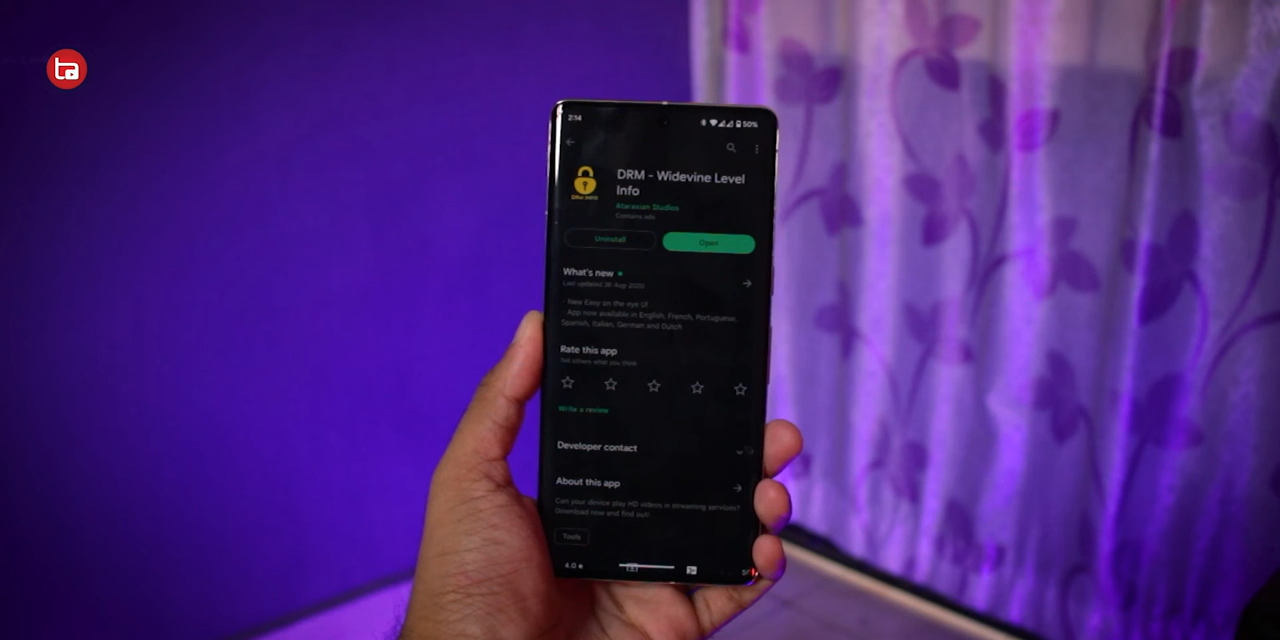 ta
2:14
50%
DRM - Widevine Level
Info
Ataraxian Studios
Contains ads
Uninstall
Open
What's new
Last updated 26 Aug 2020
- New Easy on the eye UI
App now available in English, French, Portuguese,
Spanish, Italian, German and Dutch
Rate this app
Tell others what you think
Write a review
Developer contact
About this app
Can your device play HD videos in streaming services?
Download now and find out!
Tools
4.0